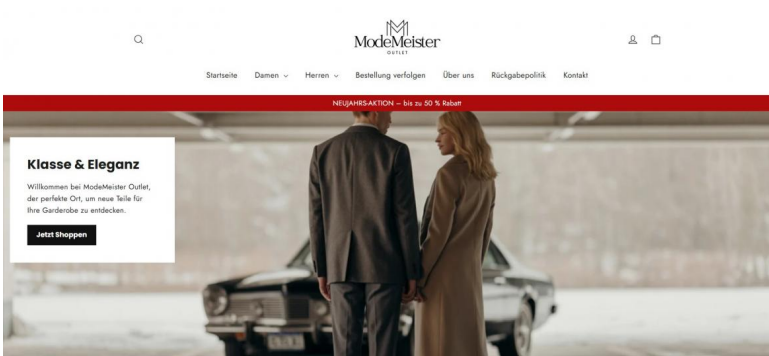 ModeMeister
OUTLET
Startseite Damen Herren Bestellung verfolgen Über uns Rückgabepolitik Kontakt
NEUJAHRS-AKTION – bis zu 50 % Rabatt
Klasse & Eleganz
Willkommen bei ModeMeister Outlet,
der perfekte Ort, um neue Teile für
Ihre Garderobe zu entdecken.
Jetzt Shoppen